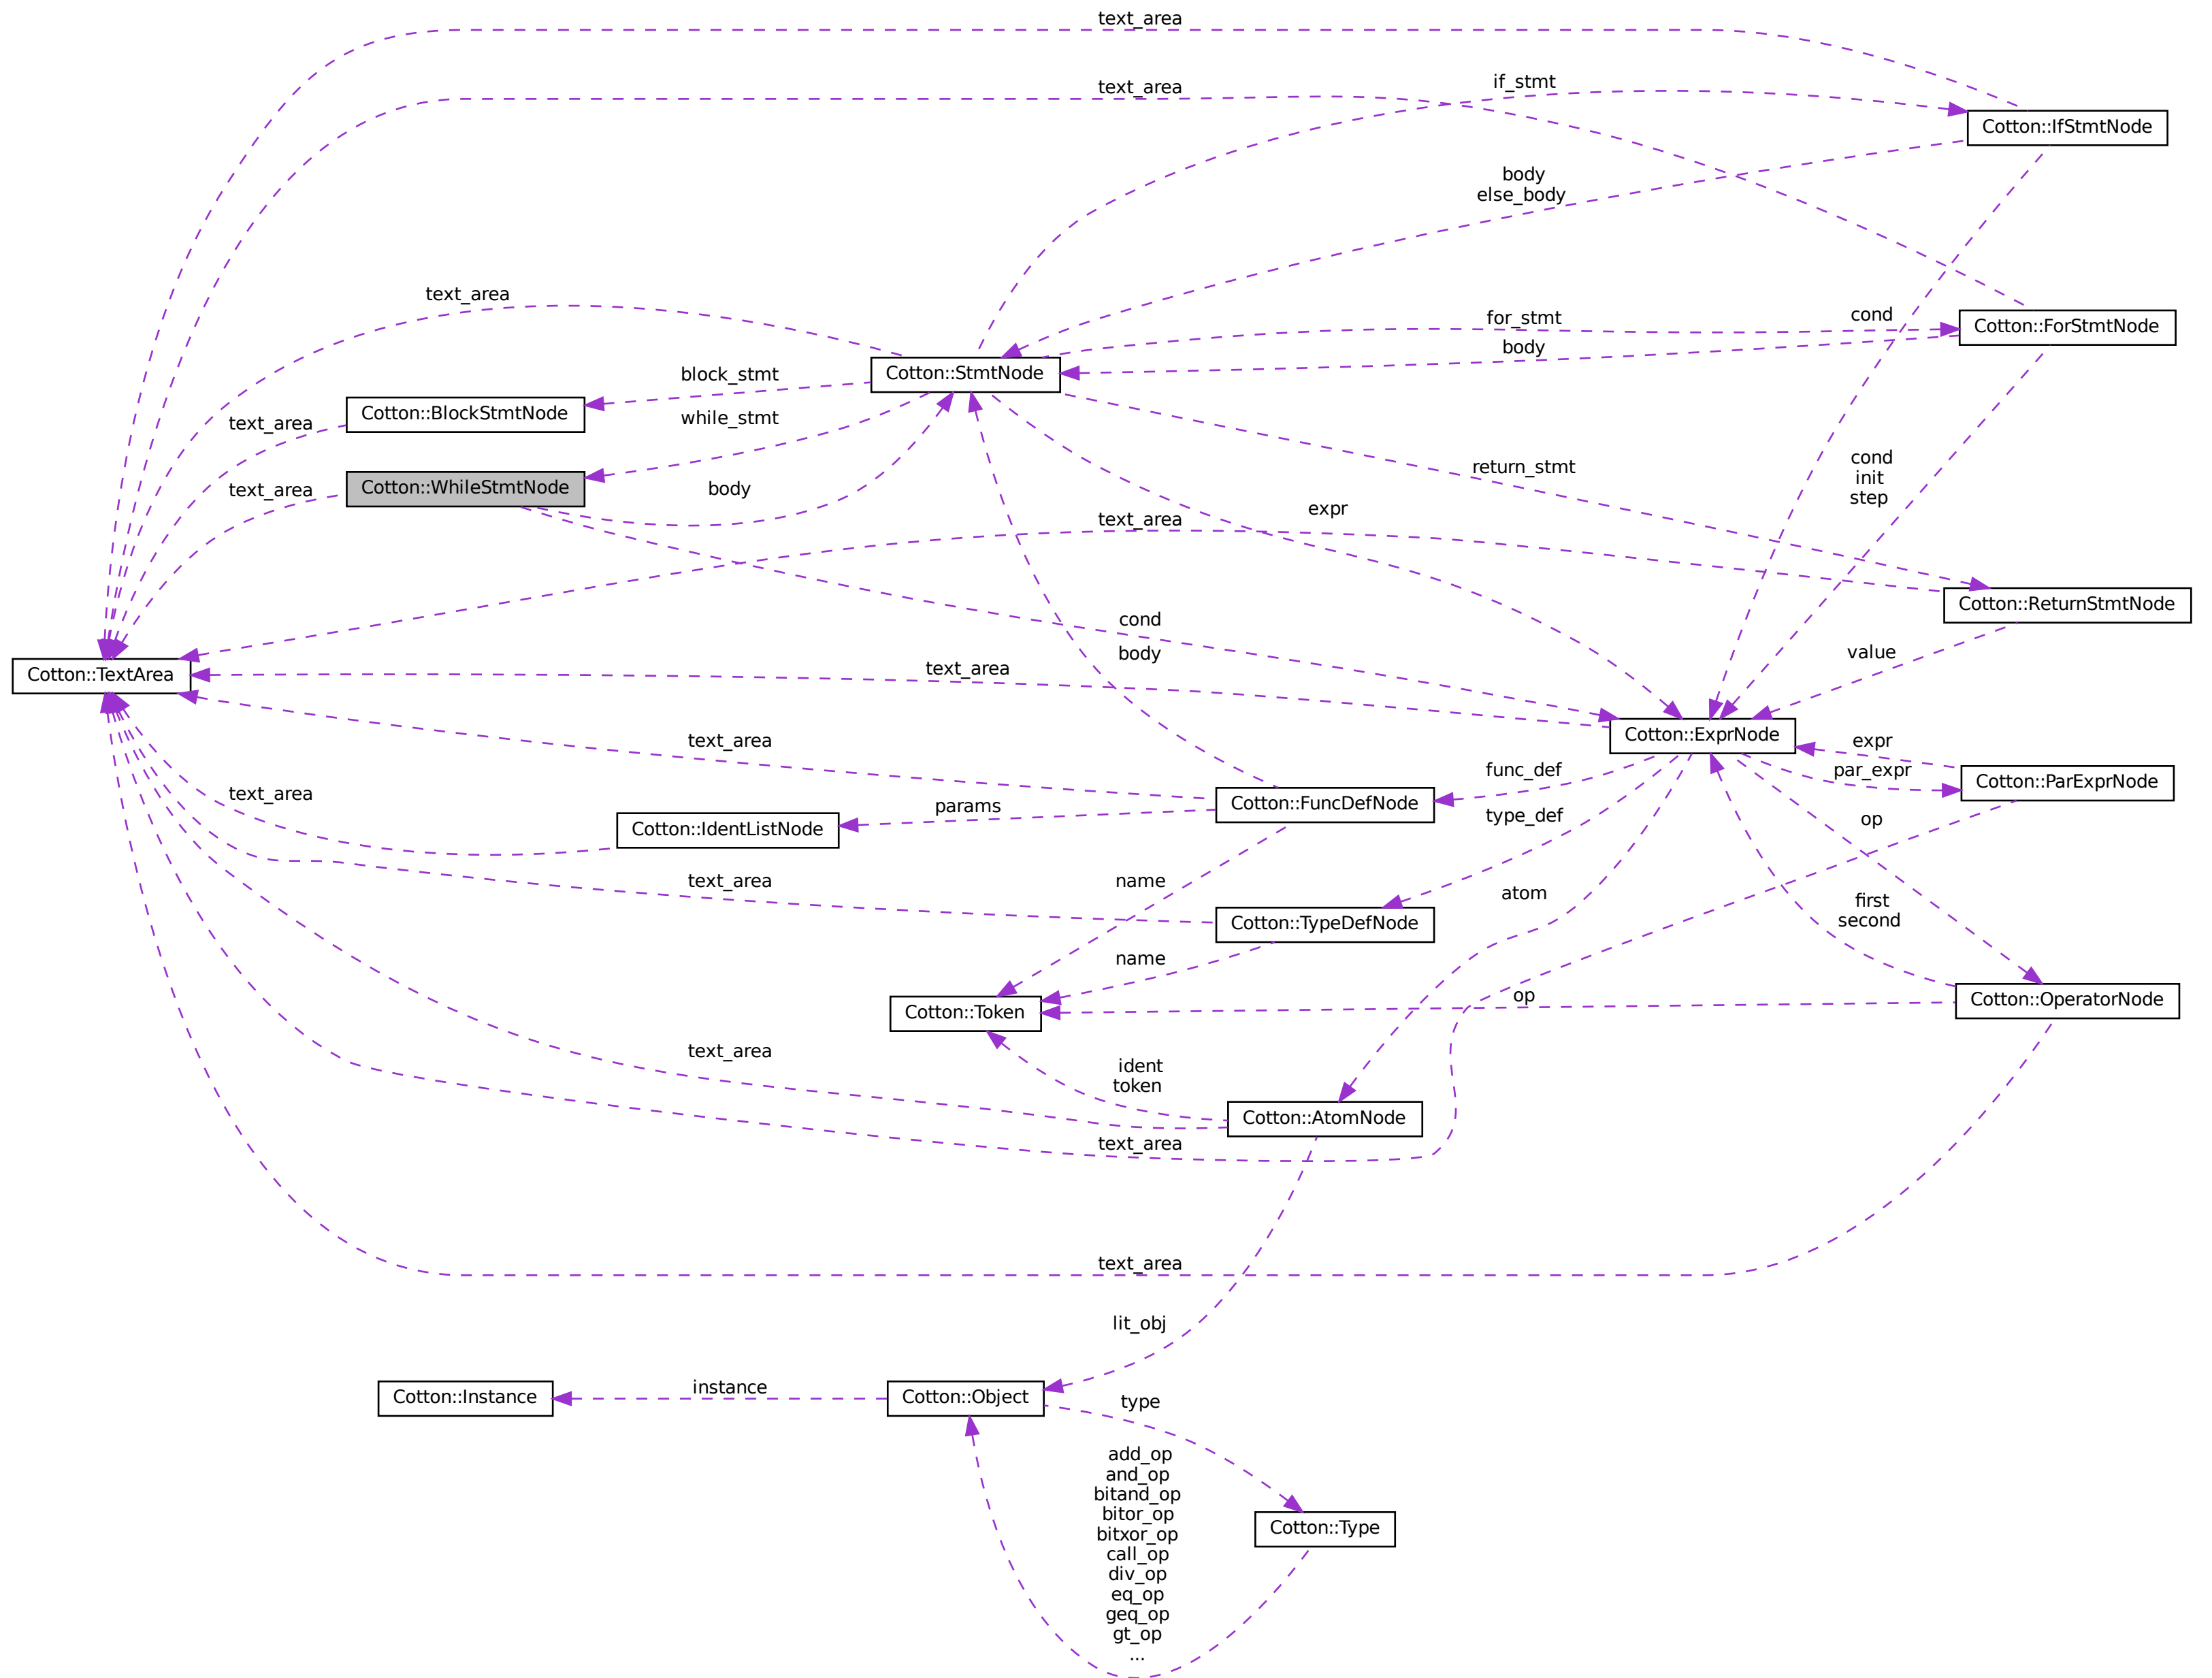 text_area
if_stmt
text_area
Cotton::IfStmtNode
body
else_body
text_area
for_stmt
cond
Cotton::ForStmtNode
body
Cotton::StmtNode
block_stmt
Cotton::BlockStmtNode
while_stmt
text_area
cond
init
step
return_stmt
Cotton::WhileStmtNode
text_area
body
expr
text_area
Cotton::ReturnStmtNode
cond
body
value
text_area
Cotton::TextArea
Cotton::ExprNode
text_area
expr
func_def
par_expr
Cotton::ParExprNode
text_area
params
Cotton::FuncDefNode
type_def
op
Cotton::IdentListNode
text_area
name
atom
first
second
Cotton::TypeDefNode
name
op
Cotton::OperatorNode
Cotton::Token
text_area
ident
token
Cotton::AtomNode
text_area
text_area
lit_obj
instance
Cotton::Instance
Cotton::Object
type
add_op
and_op
bitand_op
bitor_op
bitxor_op
call_op
div_op
eq_op
geq_op
gt_op
...
Cotton::Type